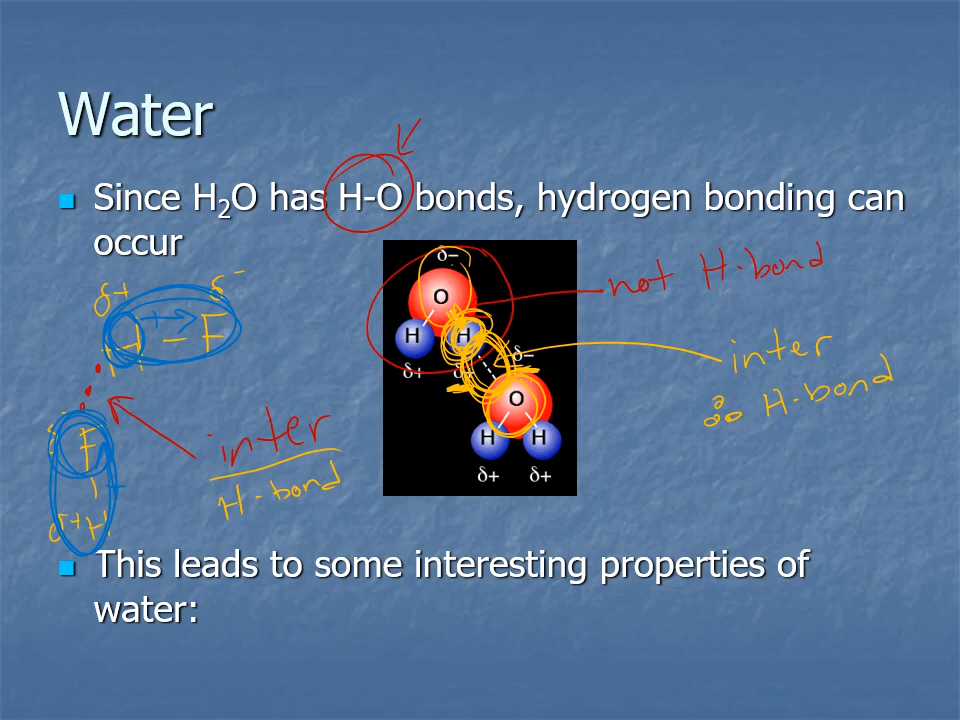 Water
Since H₂O has H-O bonds, hydrogen bonding can
occur
δ+ δ-
H - F
F
δ+ H
inter
H-bond
δ–
O
H H
δ+ δ+
δ–
O
H H
δ+ δ+
not H-bond
inter
∴ H-bond
This leads to some interesting properties of
water: